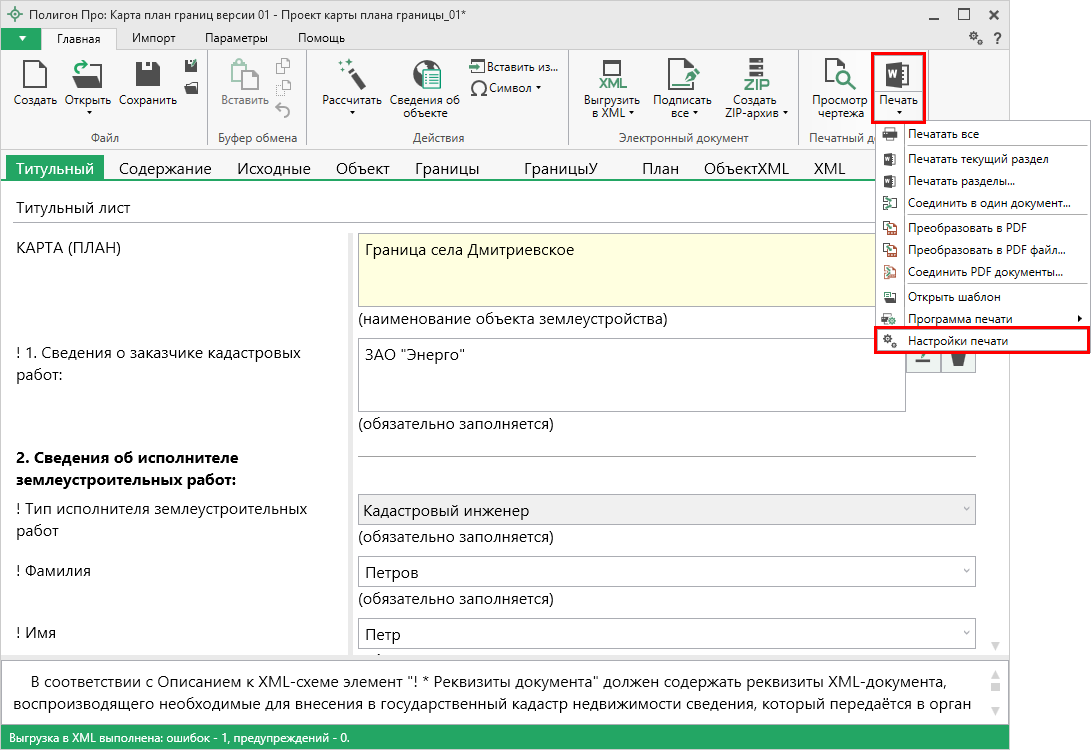 Полигон Про: Карта план границ версии 01 - Проект карты плана границы_01*
Главная Импорт Параметры Помощь ?
Создать Открыть Сохранить
Файл
Вставить
Буфер обмена
Рассчитать Сведения об
объекте
Вставить из...
Символ
Действия
XML ZIP
Выгрузить Подписать Создать
в XML все ZIP-архив
Электронный документ
Просмотр Печать
чертежа
Печатный д
Печатать все
Печатать текущий раздел
Печатать разделы...
Соединить в один документ...
Преобразовать в PDF
Преобразовать в PDF файл...
Соединить PDF документы...
Открыть шаблон
Программа печати
Настройки печати
Титульный Содержание Исходные Объект Границы ГраницыУ План ОбъектXML XML
Титульный лист
КАРТА (ПЛАН)
Граница села Дмитриевское
(наименование объекта землеустройства)
! 1. Сведения о заказчике кадастровых
работ:
ЗАО "Энерго"
(обязательно заполняется)
2. Сведения об исполнителе
землеустроительных работ:
! Тип исполнителя землеустроительных
работ
Кадастровый инженер
(обязательно заполняется)
! Фамилия
Петров
(обязательно заполняется)
! Имя
Петр
В соответствии с Описанием к XML-схеме элемент "! * Реквизиты документа" должен содержать реквизиты XML-документа,
воспроизводящего необходимые для внесения в государственный кадастр недвижимости сведения, который передаётся в орган
Выгрузка в XML выполнена: ошибок - 1, предупреждений - 0.